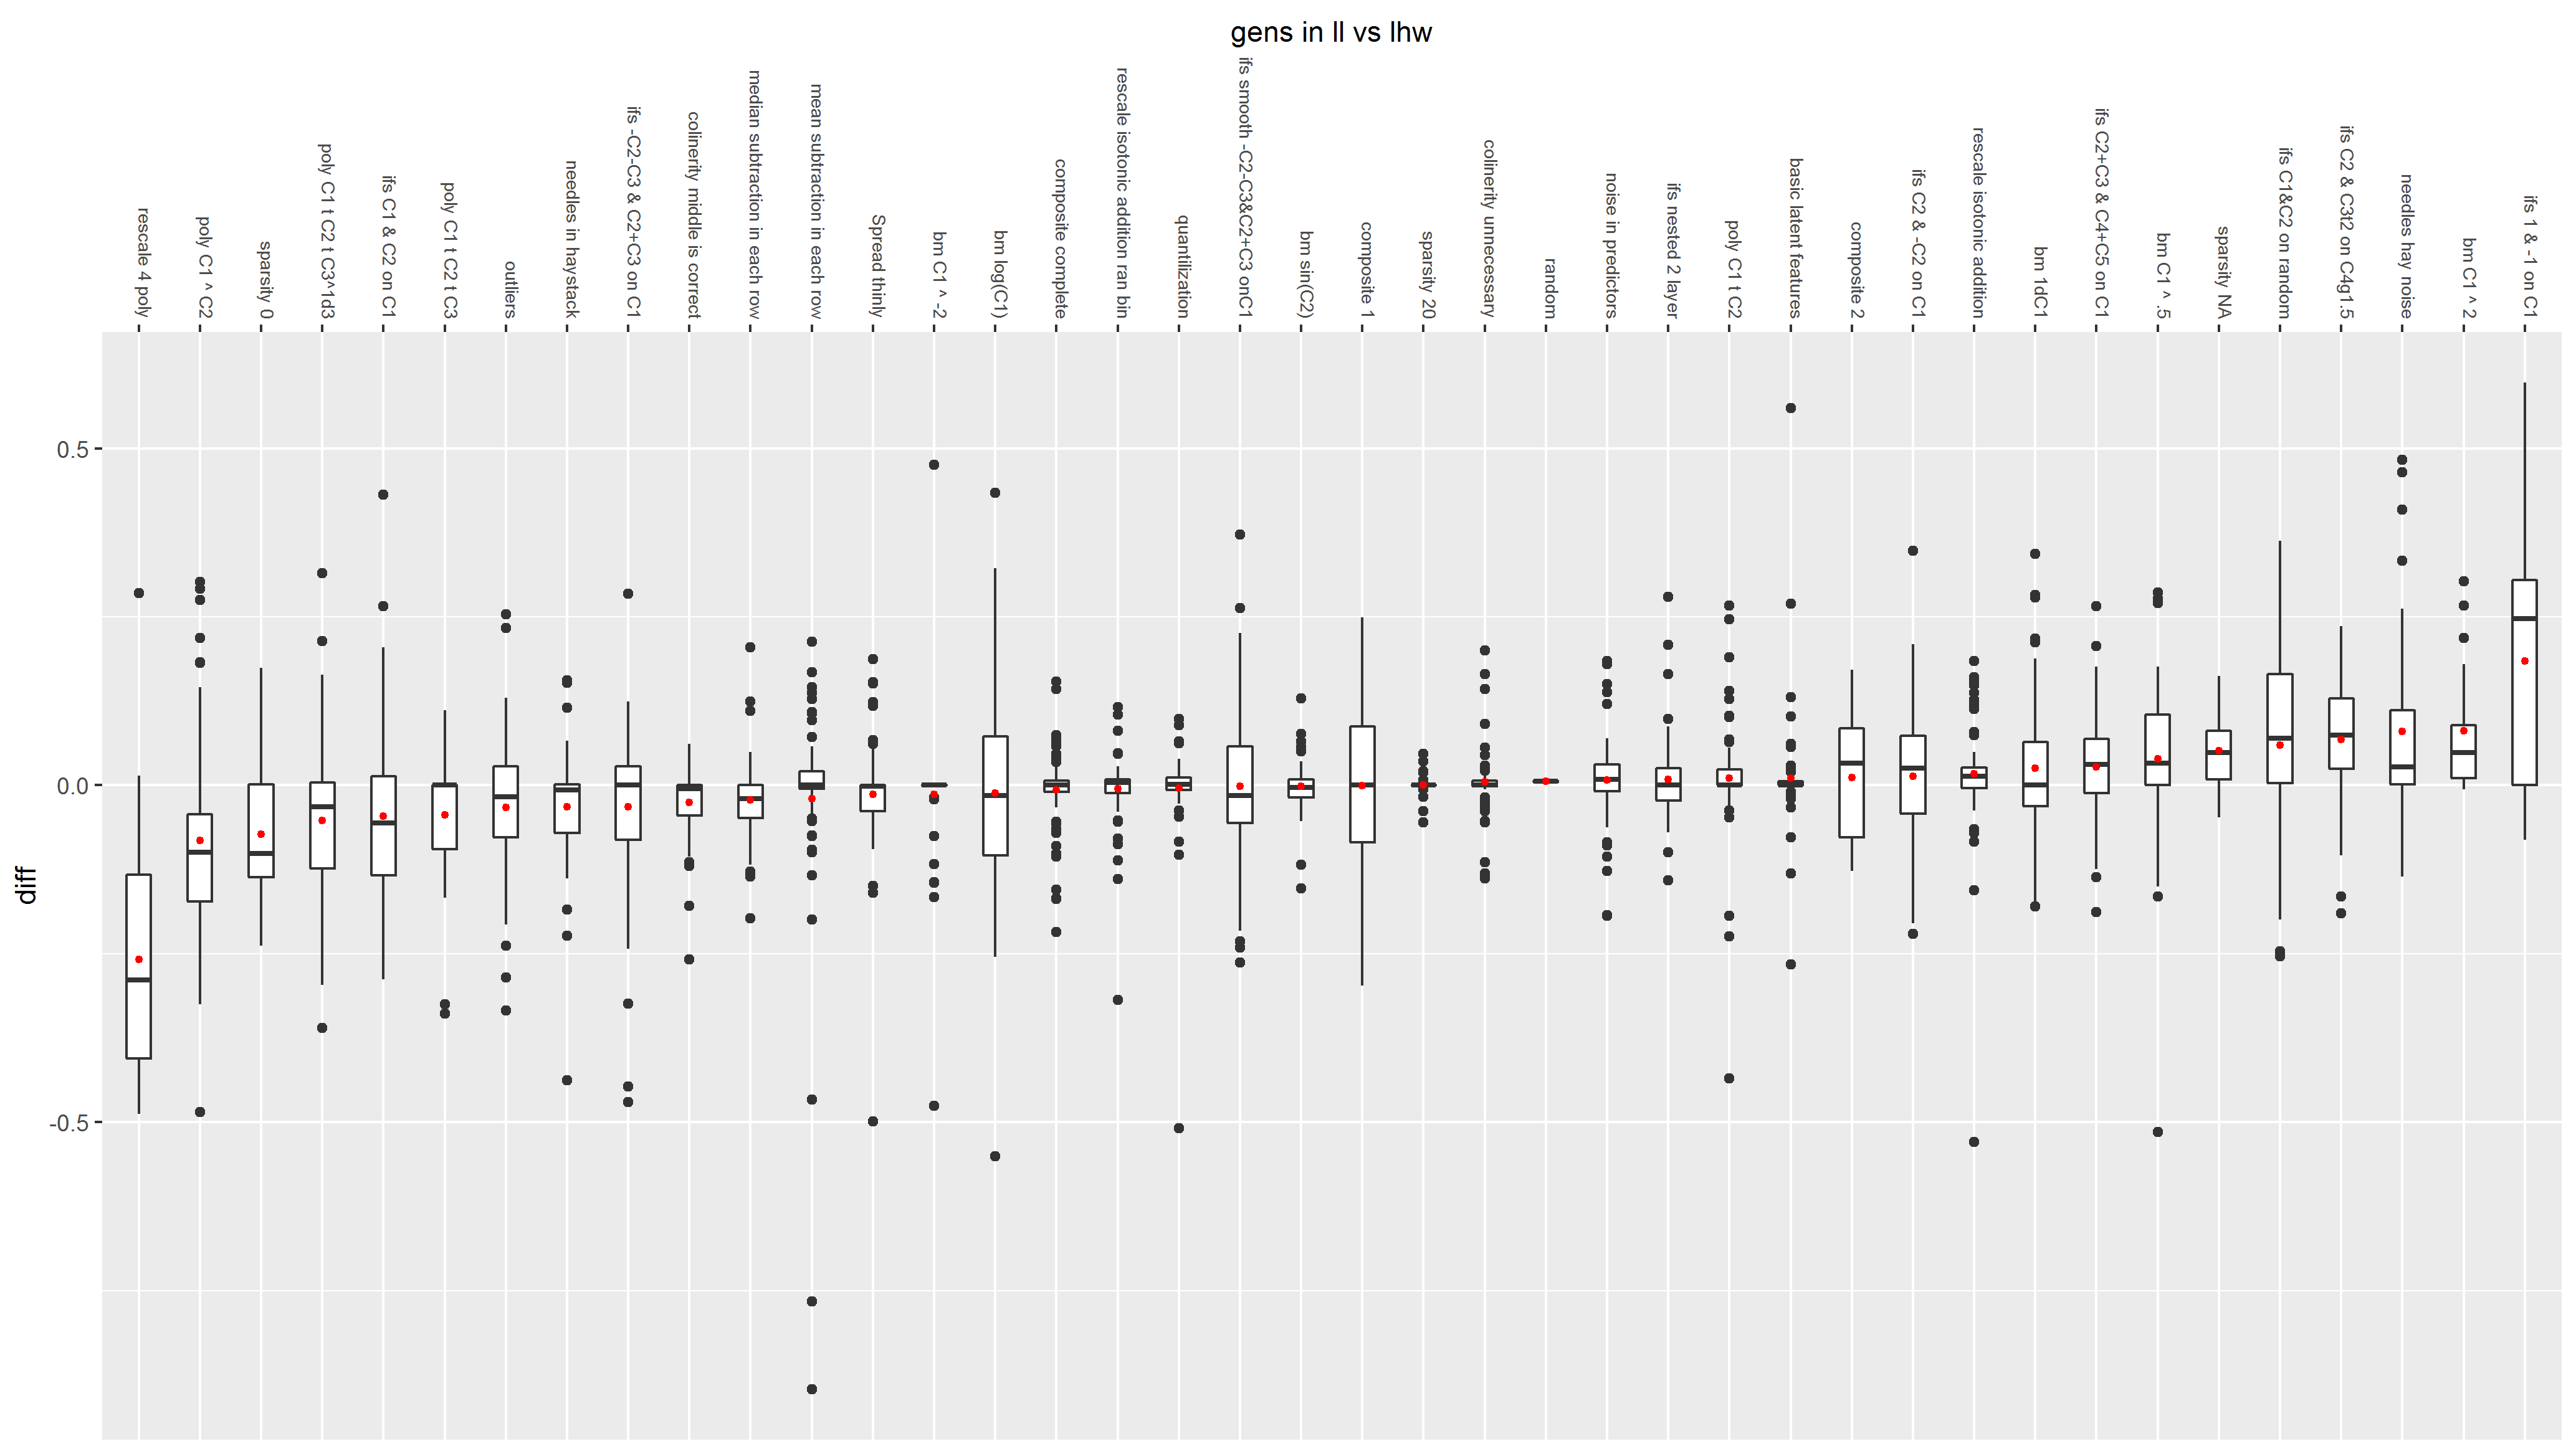 gens in ll vs lhw
rescale 4 poly
poly C1 ^ C2
sparsity 0
poly C1 t C2 t C3^1d3
ifs C1 & C2 on C1
poly C1 t C2 t C3
outliers
needles in haystack
ifs -C2-C3 & C2+C3 on C1
colinerity middle is correct
median subtraction in each row
mean subtraction in each row
Spread thinly
bm C1 ^ -2
bm log(C1)
composite complete
rescale isotonic addition ran bin
quantilization
ifs smooth -C2-C3&C2+C3 onC1
bm sin(C2)
composite 1
sparsity 20
colinerity unnecessary
random
noise in predictors
ifs nested 2 layer
poly C1 t C2
basic latent features
composite 2
ifs C2 & -C2 on C1
rescale isotonic addition
bm 1dC1
ifs C2+C3 & C4+C5 on C1
bm C1 ^ .5
sparsity NA
ifs C1&C2 on random
ifs C2 & C3t2 on C4g1.5
needles hay noise
bm C1 ^ 2
ifs 1 & -1 on C1
0.5
0.0
-0.5
diff